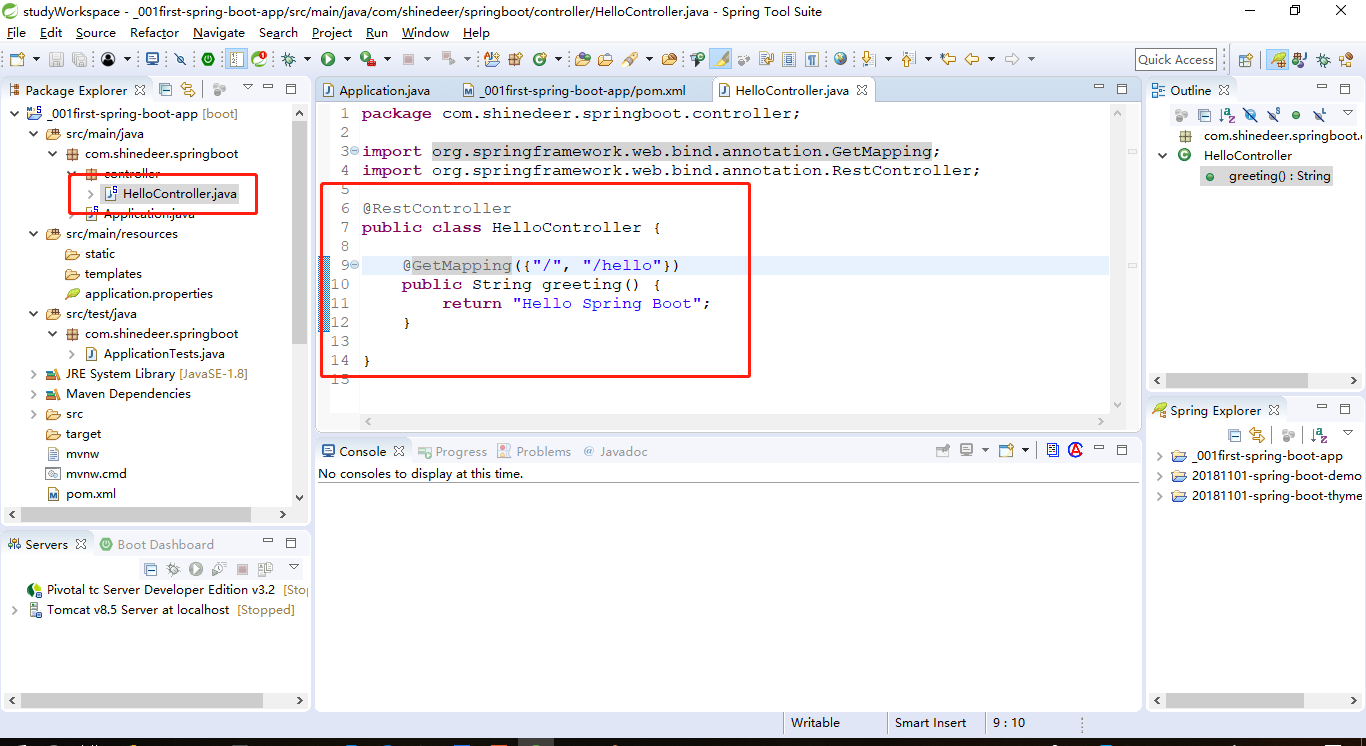 studyWorkspace - _001first-spring-boot-app/src/main/java/com/shinedeer/springboot/controller/HelloController.java - Spring Tool Suite
File Edit Source Refactor Navigate Search Project Run Window Help
Quick Access
Package Explorer
_001first-spring-boot-app [boot]
src/main/java
com.shinedeer.springboot
controller
HelloController.java
Application.java
src/main/resources
static
templates
application.properties
src/test/java
com.shinedeer.springboot
ApplicationTests.java
JRE System Library [JavaSE-1.8]
Maven Dependencies
src
target
mvnw
mvnw.cmd
pom.xml
Servers Boot Dashboard
Pivotal tc Server Developer Edition v3.2 [Stop
Tomcat v8.5 Server at localhost [Stopped]
Application.java _001first-spring-boot-app/pom.xml HelloController.java
1 package com.shinedeer.springboot.controller;
2
3 import org.springframework.web.bind.annotation.GetMapping;
4 import org.springframework.web.bind.annotation.RestController;
5
6 @RestController
7 public class HelloController {
8
9 @GetMapping({"/", "/hello"})
10 public String greeting() {
11 return "Hello Spring Boot";
12 }
13
14 }
15
Console Progress Problems @ Javadoc
No consoles to display at this time.
Outline
com.shinedeer.springboot.
HelloController
greeting() : String
Spring Explorer
_001first-spring-boot-app
20181101-spring-boot-demo
20181101-spring-boot-thyme
Writable Smart Insert 9 : 10